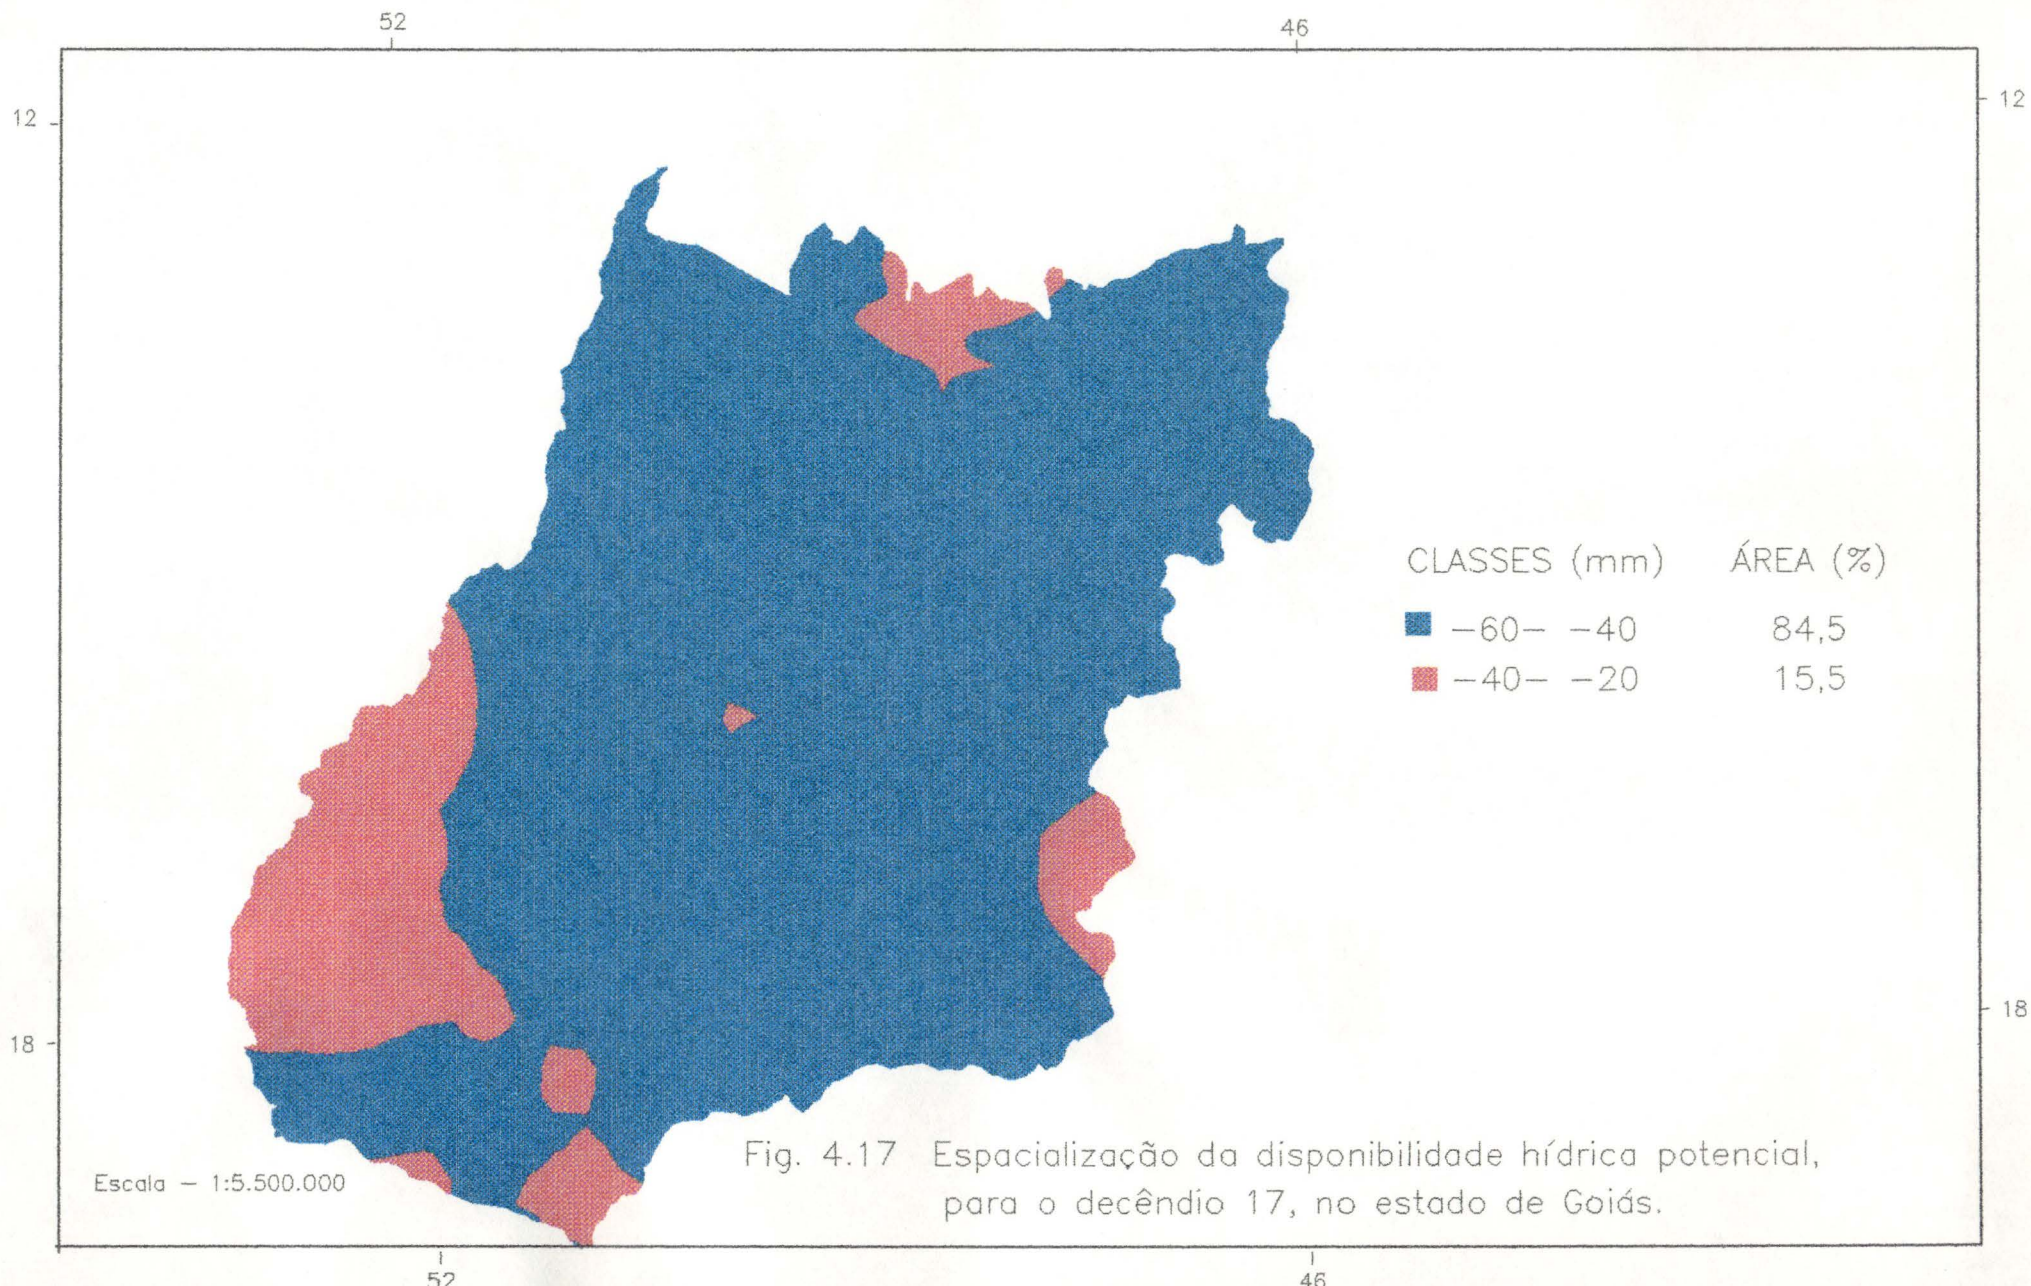 52 46
12 12
CLASSES (mm) ÁREA (%)
−60− −40 84,5
−40− −20 15,5
18 18
Fig. 4.17 Espacialização da disponibilidade hídrica potencial,
para o decêndio 17, no estado de Goiás.
Escala − 1:5.500.000
52 46